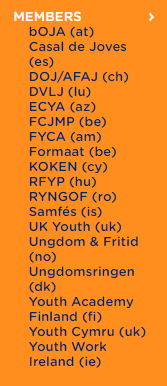 MEMBERS
bOJA (at)
Casal de Joves
(es)
DOJ/AFAJ (ch)
DVLJ (lu)
ECYA (az)
FCJMP (be)
FYCA (am)
Formaat (be)
KOKEN (cy)
RFYP (hu)
RYNGOF (ro)
Samfés (is)
UK Youth (uk)
Ungdom & Fritid
(no)
Ungdomsringen
(dk)
Youth Academy
Finland (fi)
Youth Cymru (uk)
Youth Work
Ireland (ie)